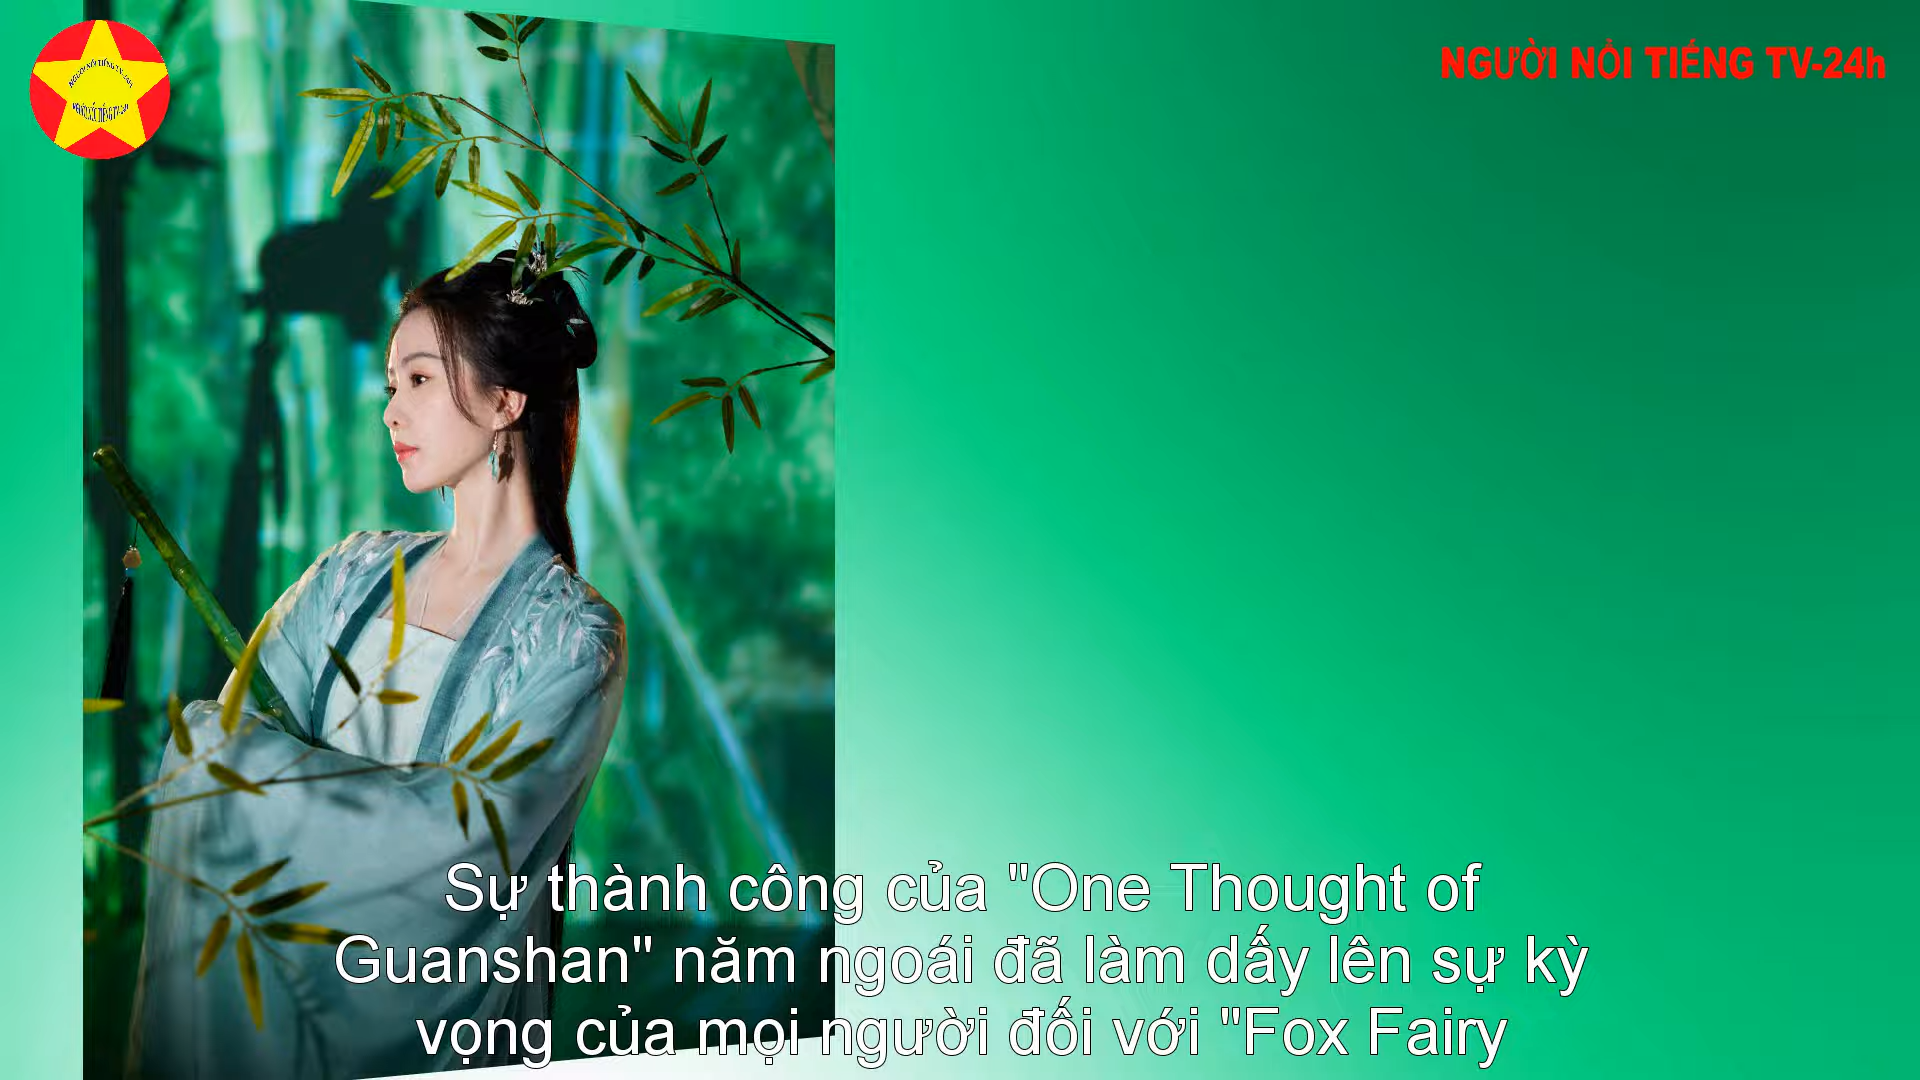 NGƯỜI NỔI TIẾNG TV-24h
Sự thành công của "One Thought of
Guanshan" năm ngoái đã làm dấy lên sự kỳ
vọng của mọi người đối với "Fox Fairy